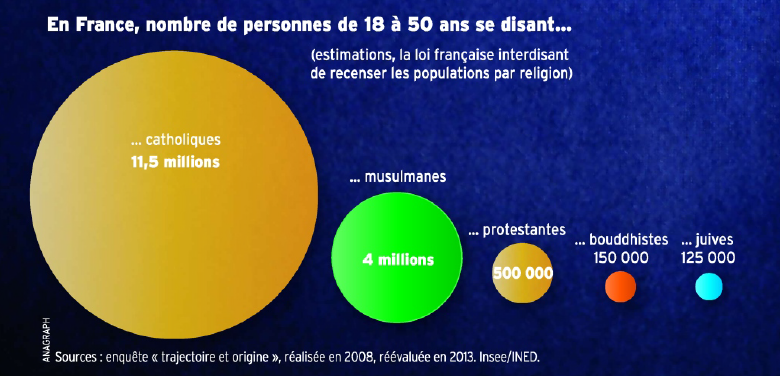 En France, nombre de personnes de 18 à 50 ans se disant...
(estimations, la loi française interdisant
de recenser les populations par religion)
... catholiques
11,5 millions
... musulmanes
4 millions
... protestantes
500 000
... bouddhistes
150 000
... juives
125 000
ANAGRAPH
Sources : enquête « trajectoire et origine », réalisée en 2008, réévaluée en 2013. Insee/INED.